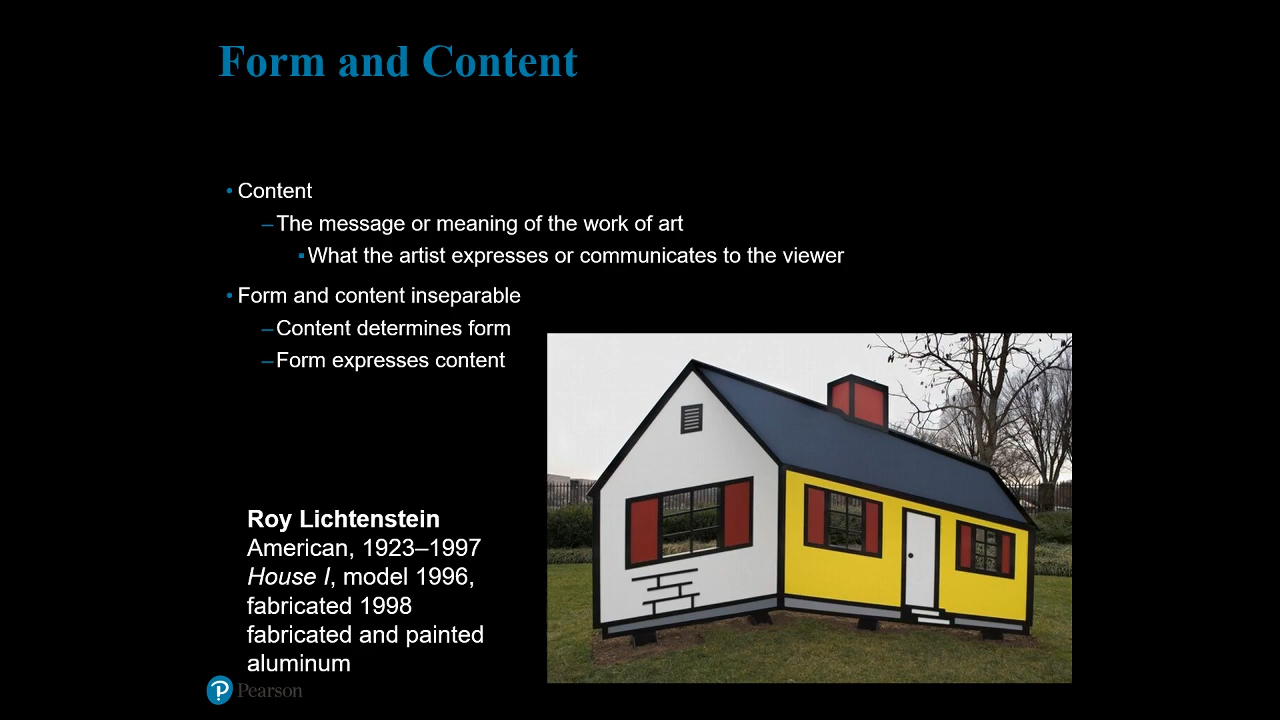 Form and Content
• Content
–The message or meaning of the work of art
▪What the artist expresses or communicates to the viewer
• Form and content inseparable
–Content determines form
–Form expresses content
Roy Lichtenstein
American, 1923–1997
House I, model 1996,
fabricated 1998
fabricated and painted
aluminum
Pearson